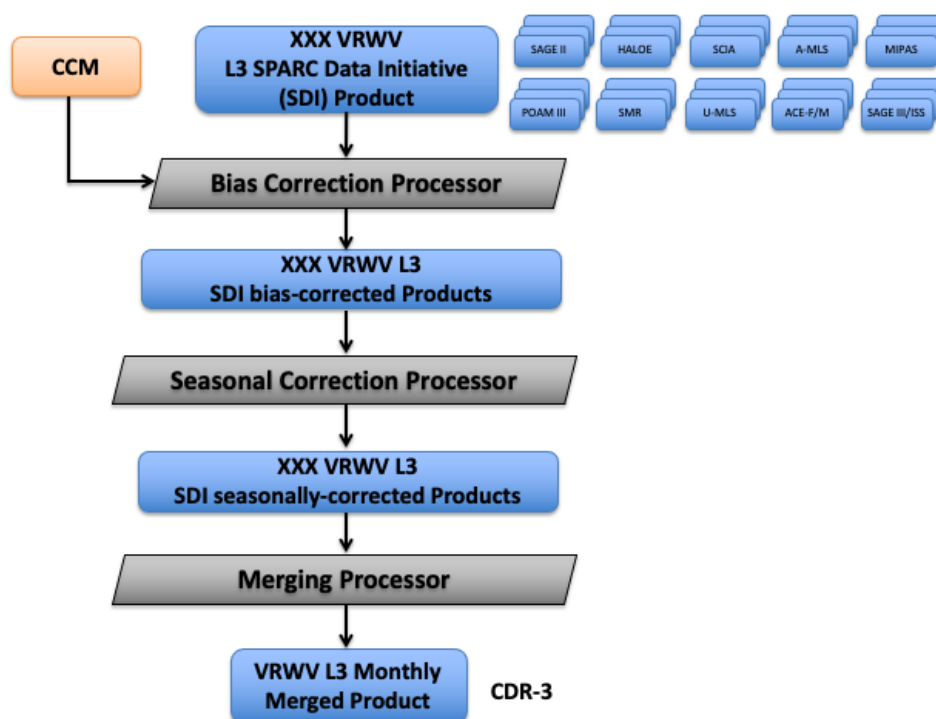 CCM
XXX VRWV
L3 SPARC Data Initiative
(SDI) Product
SAGE II
HALOE
SCIA
A-MLS
MIPAS
POAM III
SMR
U-MLS
ACE-F/M
SAGE III/ISS
Bias Correction Processor
XXX VRWV L3
SDI bias-corrected Products
Seasonal Correction Processor
XXX VRWV L3
SDI seasonally-corrected Products
Merging Processor
VRWV L3 Monthly
Merged Product
CDR-3